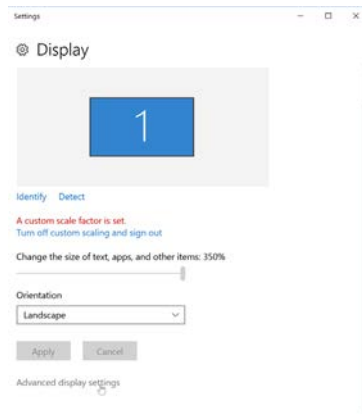 Settings
Display
1
Identify Detect
A custom scale factor is set.
Turn off custom scaling and sign out
Change the size of text, apps, and other items: 350%
Orientation
Landscape
Apply Cancel
Advanced display settings